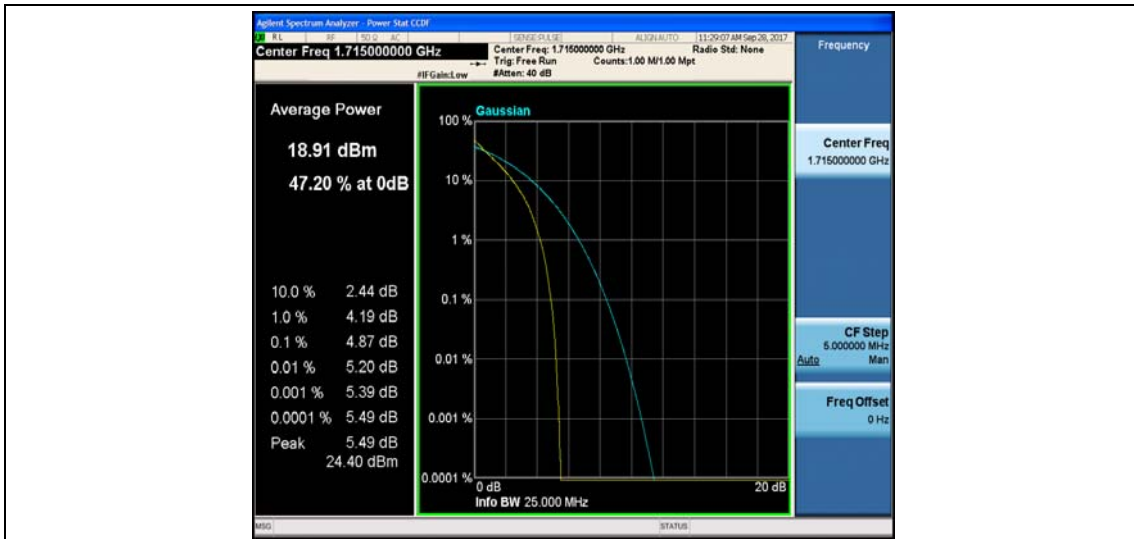 Agilent Spectrum Analyzer - Power Stat CCDF
RL RF 50 Ω AC SENSE:PULSE ALIGNAUTO 11:29:07 AM Sep 28, 2017
Center Freq 1.715000000 GHz
Center Freq: 1.715000000 GHz Radio Std: None
Trig: Free Run Counts:1.00 M/1.00 Mpt
#IFGain:Low #Atten: 40 dB
Frequency
Average Power
18.91 dBm
47.20 % at 0dB
10.0 % 2.44 dB
1.0 % 4.19 dB
0.1 % 4.87 dB
0.01 % 5.20 dB
0.001 % 5.39 dB
0.0001 % 5.49 dB
Peak 5.49 dB
24.40 dBm
Gaussian
100 %
10 %
1 %
0.1 %
0.01 %
0.001 %
0.0001 %
0 dB 20 dB
Info BW 25.000 MHz
Center Freq
1.715000000 GHz
CF Step
5.000000 MHz
Auto Man
Freq Offset
0 Hz
MSG STATUS